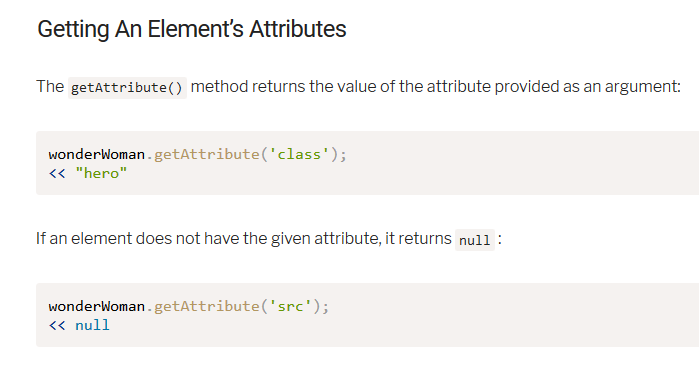 Getting An Element’s Attributes
The getAttribute() method returns the value of the attribute provided as an argument:
wonderWoman.getAttribute('class');
<< "hero"
If an element does not have the given attribute, it returns null :
wonderWoman.getAttribute('src');
<< null